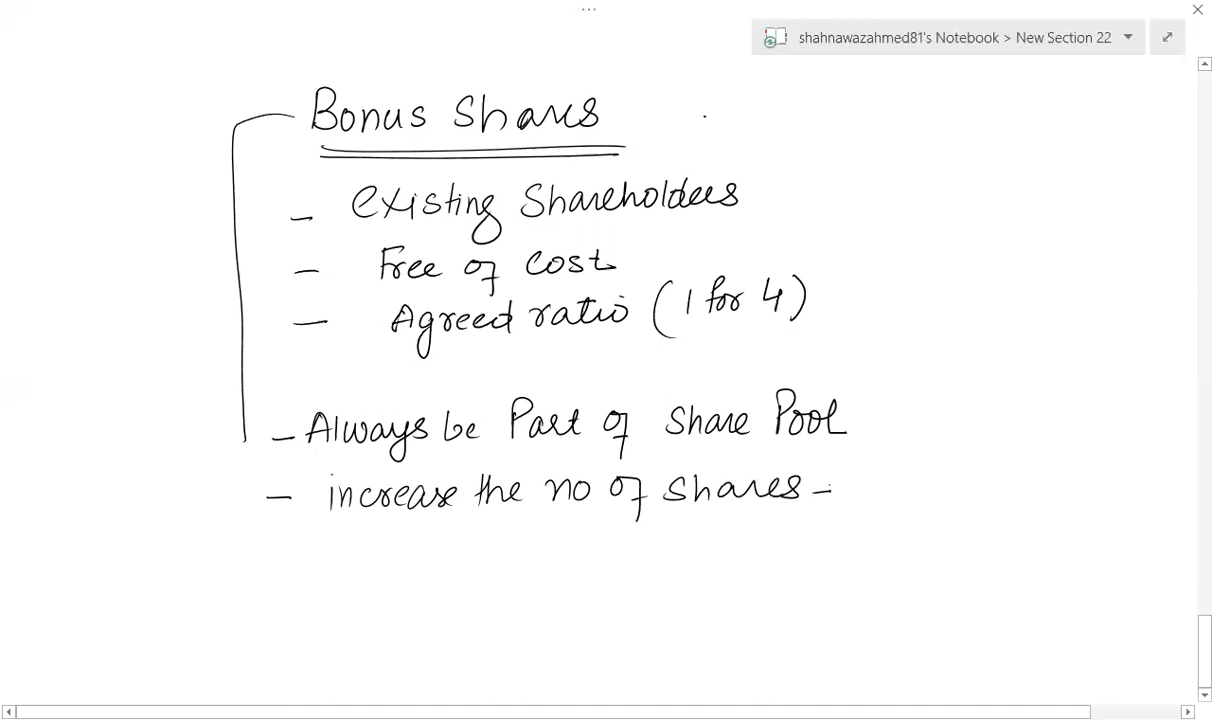 shahnawazahmed81's Notebook > New Section 22
Bonus Shares
- existing Shareholders
- Free of cost
- Agreed ratio (1 for 4)
- Always be Part of Share Pool
- increase the no of shares -